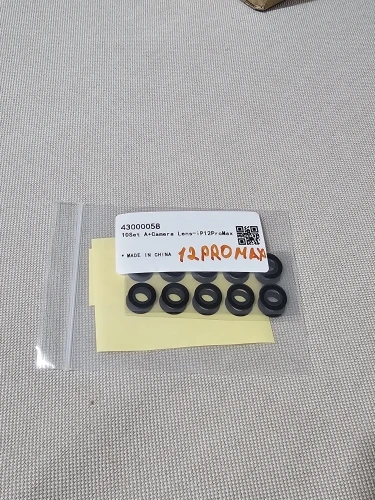 43000058
10Set A+Camera Lens-iP12ProMax
• MADE IN CHINA
12PROMAX